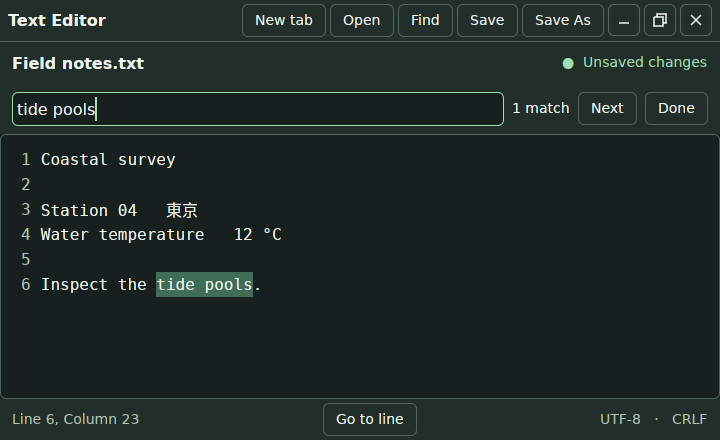 Text Editor New tab Open Find Save Save As
Field notes.txt Unsaved changes
tide pools 1 match Next Done
1 Coastal survey
2
3 Station 04   東京
4 Water temperature   12 °C
5
6 Inspect the tide pools.
Line 6, Column 23 Go to line UTF-8 · CRLF